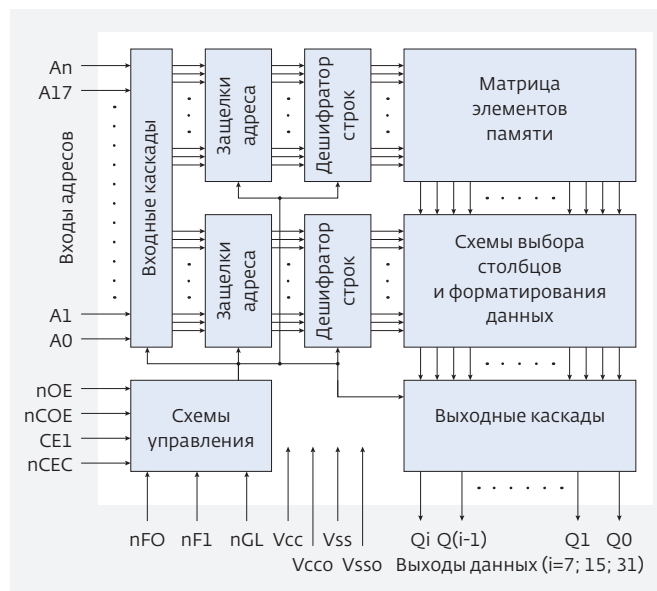 An
A17
Входы адресов
A1
A0
nOE
nCOE
CE1
nCEC
Входные каскады
Защелки
адреса
Дешифратор
строк
Матрица
элементов
памяти
Защелки
адреса
Дешифратор
строк
Схемы выбора
столбцов
и форматирования
данных
Схемы
управления
Выходные каскады
nFO nF1 nGL Vcc Vss Qi Q(i-1) Q1 Q0
Vcco Vsso Выходы данных (i=7; 15; 31)